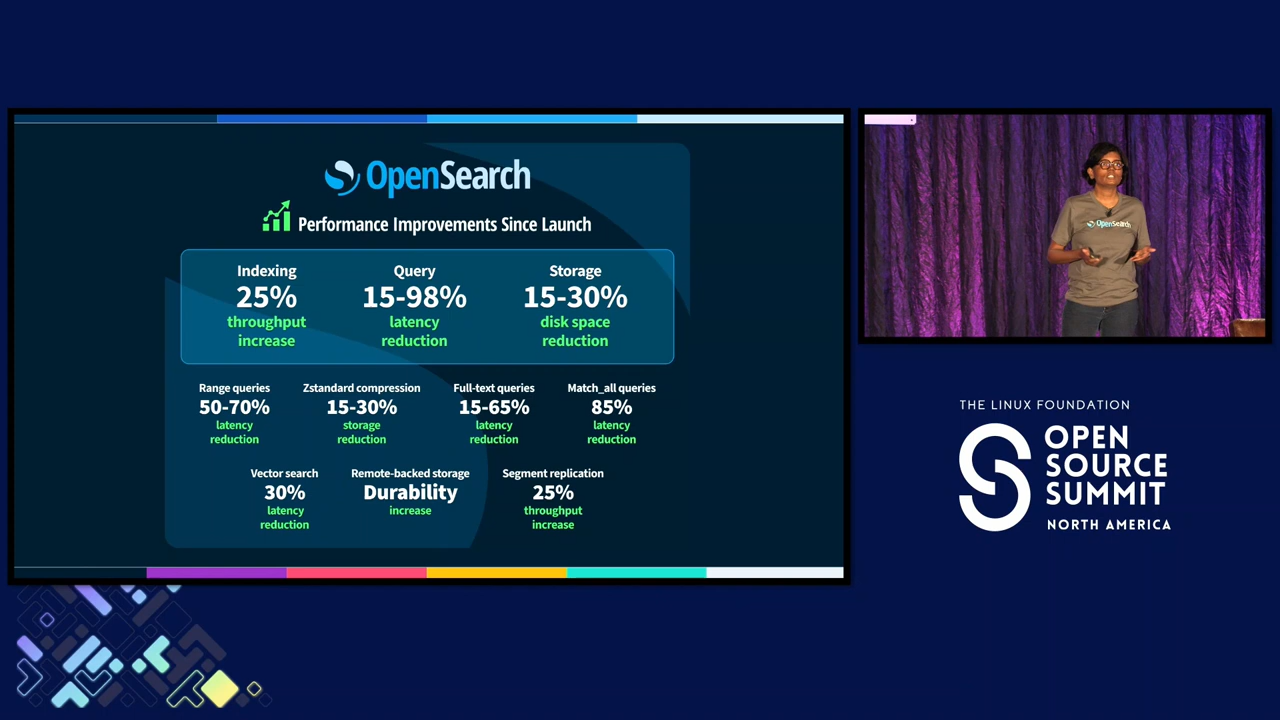 OpenSearch
Performance Improvements Since Launch
Indexing
25%
throughput
increase
Query
15-98%
latency
reduction
Storage
15-30%
disk space
reduction
Range queries
50-70%
latency
reduction
Zstandard compression
15-30%
storage
reduction
Full-text queries
15-65%
latency
reduction
Match_all queries
85%
latency
reduction
Vector search
30%
latency
reduction
Remote-backed storage
Durability
increase
Segment replication
25%
throughput
increase
OpenSearch
THE LINUX FOUNDATION
OPEN
SOURCE
SUMMIT
NORTH AMERICA